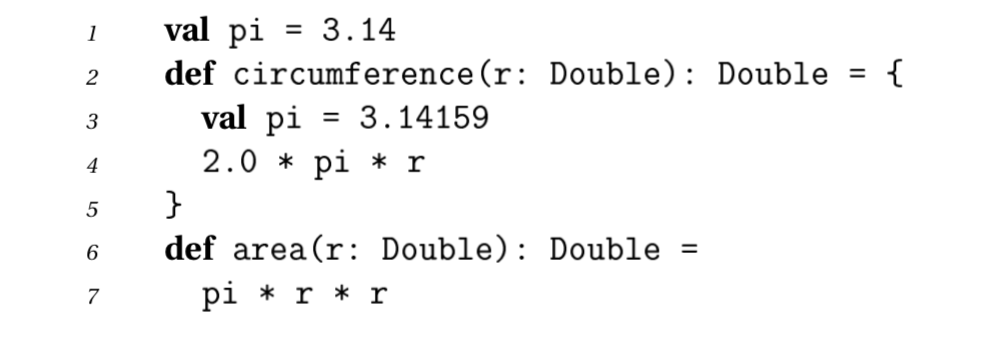 1 val pi = 3.14
2 def circumference(r: Double): Double = {
3 val pi = 3.14159
4 2.0 * pi * r
5 }
6 def area(r: Double): Double =
7 pi * r * r